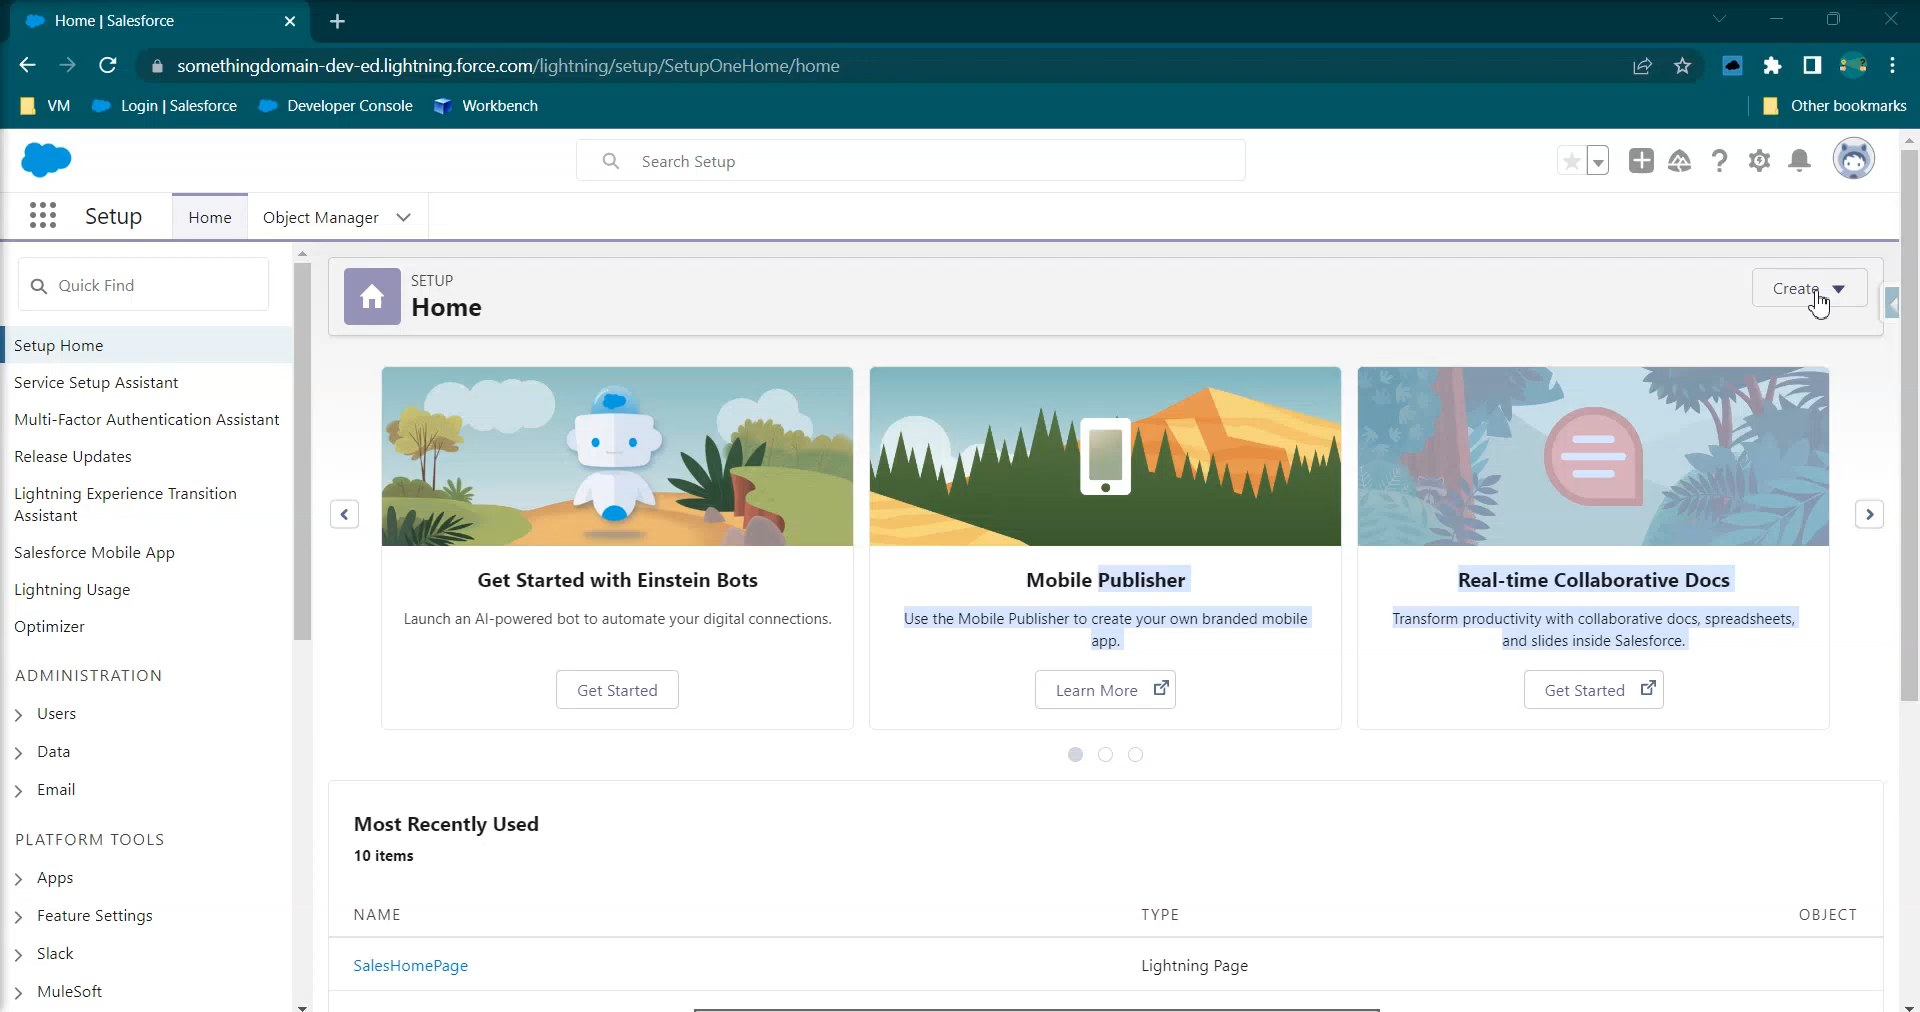 Home | Salesforce
somethingdomain-dev-ed.lightning.force.com/lightning/setup/SetupOneHome/home
VM
Login | Salesforce
Developer Console
Workbench
Other bookmarks
Search Setup
Setup
Home
Object Manager
Quick Find
SETUP
Home
Create
Setup Home
Service Setup Assistant
Multi-Factor Authentication Assistant
Release Updates
Lightning Experience Transition
Assistant
Salesforce Mobile App
Lightning Usage
Optimizer
ADMINISTRATION
Users
Data
Email
PLATFORM TOOLS
Apps
Feature Settings
Slack
MuleSoft
Get Started with Einstein Bots
Launch an AI-powered bot to automate your digital connections.
Get Started
Mobile Publisher
Use the Mobile Publisher to create your own branded mobile
app.
Learn More
Real-time Collaborative Docs
Transform productivity with collaborative docs, spreadsheets,
and slides inside Salesforce.
Get Started
Most Recently Used
10 items
NAME
TYPE
OBJECT
SalesHomePage
Lightning Page